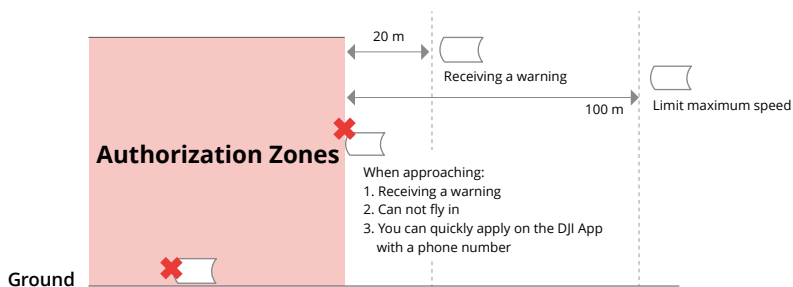 20 m
Receiving a warning
100 m
Limit maximum speed
Authorization Zones
When approaching:
1. Receiving a warning
2. Can not fly in
3. You can quickly apply on the DJI App
with a phone number
Ground